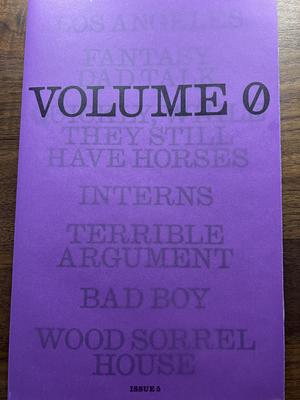 LOS ANGELES
FANTASY
DAD TALK
VOLUME 0
THEY STILL
HAVE HORSES
INTERNS
TERRIBLE
ARGUMENT
BAD BOY
WOOD SORREL
HOUSE
ISSUE 5